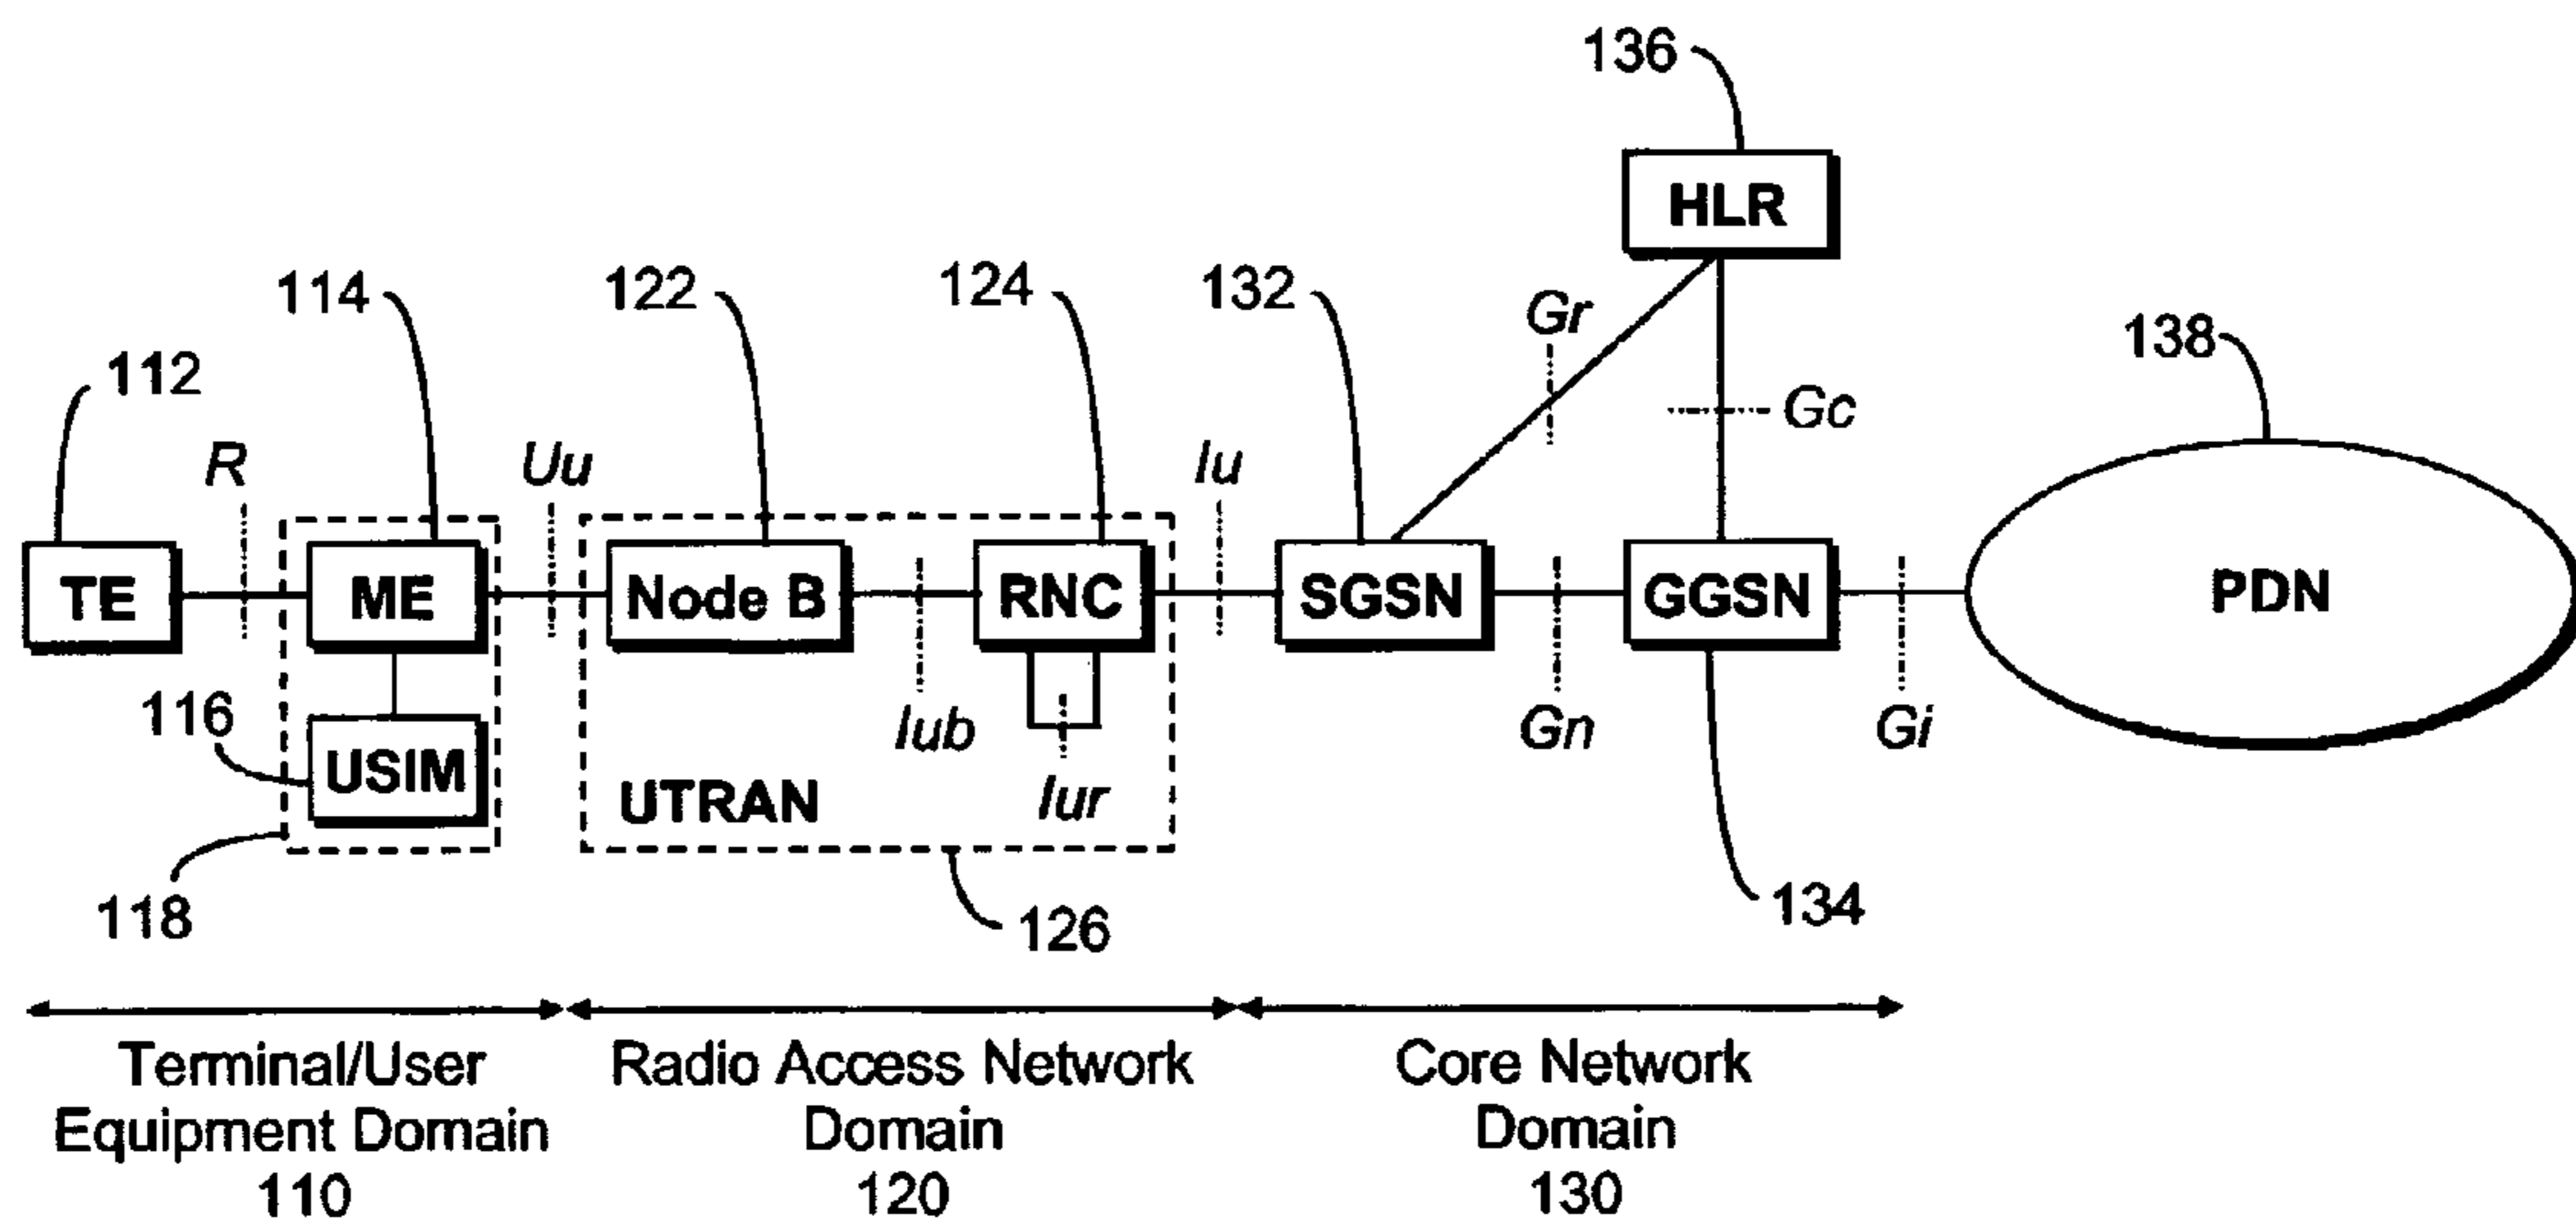 136
HLR
114
122
124
132
Gr
138
112
Gc
R
Uu
Iu
TE
ME
Node B
RNC
SGSN
GGSN
PDN
116
USIM
Iub
Gn
Gi
UTRAN
Iur
118
126
134
Terminal/User
Equipment Domain
110
Radio Access Network
Domain
120
Core Network
Domain
130